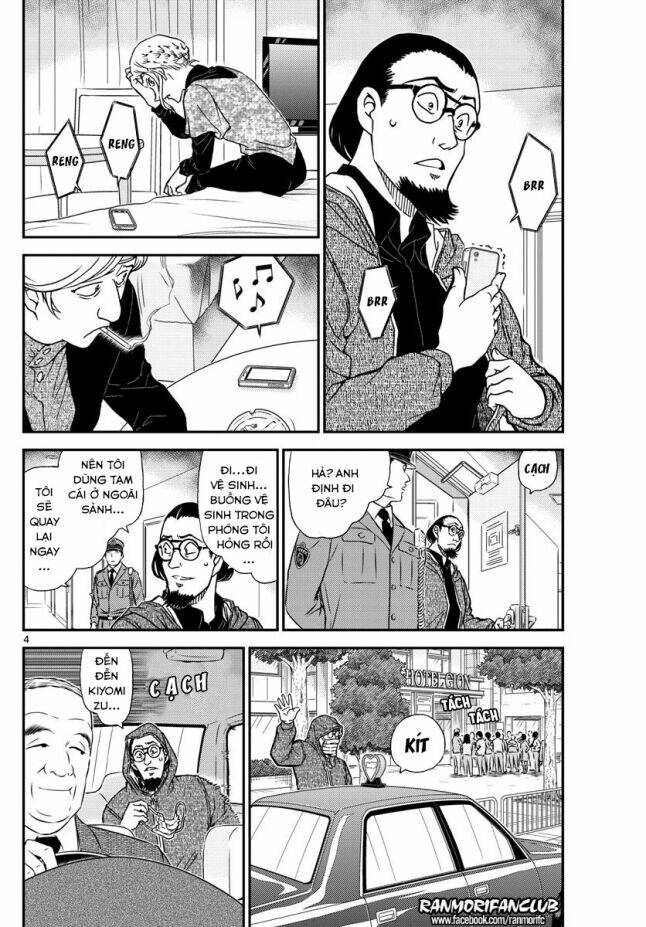 BRR
BRR
RENG
RENG
CẠCH
HẢ? ANH
ĐỊNH ĐI
ĐÂU?
ĐI...ĐI
VỆ SINH...
BUỒNG VỆ
SINH TRONG
PHÒNG TÔI
HỎNG RỒI
...
NÊN TÔI
DÙNG TẠM
CÁI Ở NGOÀI
SẢNH...
TÔI
SẼ
QUAY
LẠI
NGAY
...
4
HOTEL GION
TÁCH
TÁCH
KÍT
CẠCH
ĐẾN
ĐỀN
KIYOMI
ZU...
RANMORIFANCLUB
www.facebook.com/ranmorifc